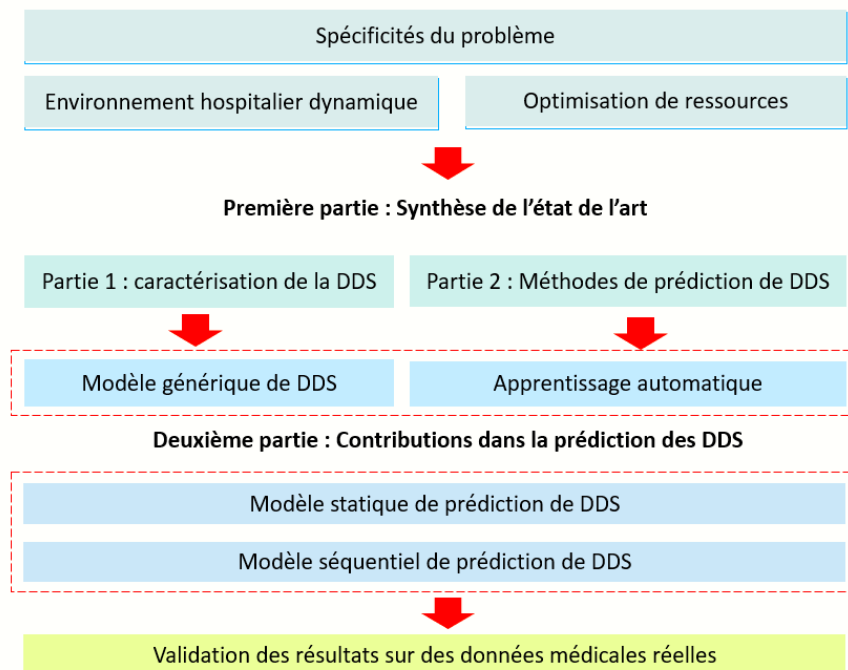 Spécificités du problème
Environnement hospitalier dynamique
Optimisation de ressources
Première partie : Synthèse de l’état de l’art
Partie 1 : caractérisation de la DDS
Partie 2 : Méthodes de prédiction de DDS
Modèle générique de DDS
Apprentissage automatique
Deuxième partie : Contributions dans la prédiction des DDS
Modèle statique de prédiction de DDS
Modèle séquentiel de prédiction de DDS
Validation des résultats sur des données médicales réelles